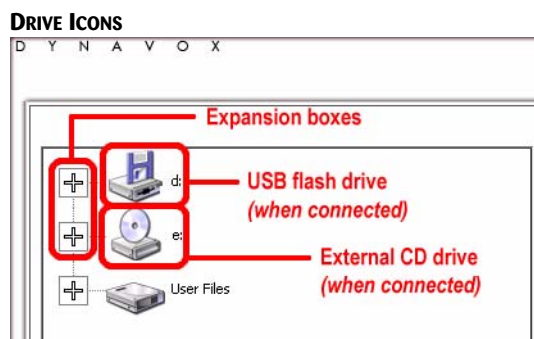 DRIVE ICONS
D Y N A V O X
Expansion boxes
d:
USB flash drive
(when connected)
e:
External CD drive
(when connected)
User Files